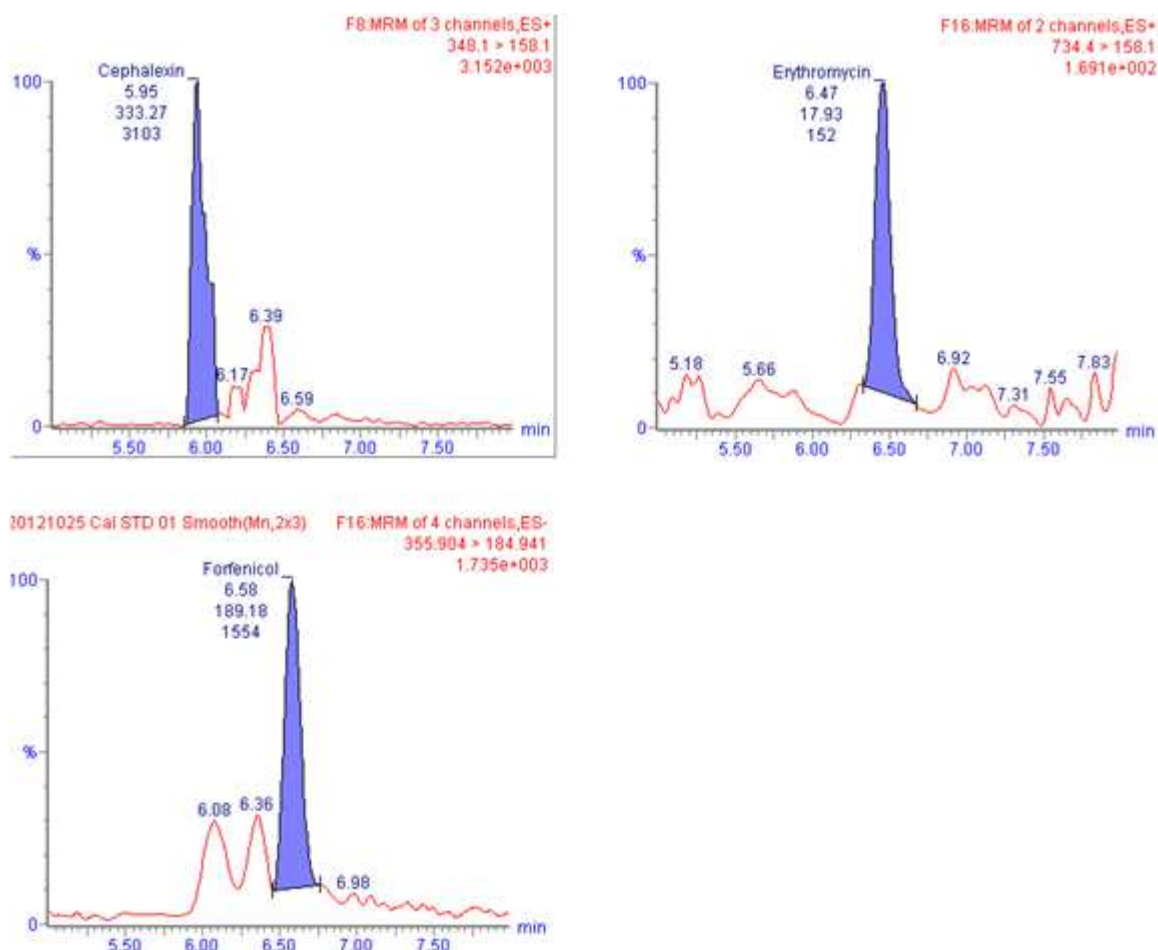 F8:MRM of 3 channels,ES+
348.1 > 158.1
3.152e+003
Cephalexin
5.95
333.27
3103
100
%
0
6.17
6.39
6.59
5.50 6.00 6.50 7.00 7.50 min
F16:MRM of 2 channels,ES+
734.4 > 158.1
1.691e+002
Erythromycin
6.47
17.93
152
100
%
0
5.18
5.66
6.92
7.31
7.55
7.83
5.50 6.00 6.50 7.00 7.50 min
20121025 Cal STD 01 Smooth(Mn,2x3) F16:MRM of 4 channels,ES-
355.904 > 184.941
1.735e+003
Forfenicol
6.58
189.18
1554
100
%
0
6.08
6.36
6.98
5.50 6.00 6.50 7.00 7.50 min